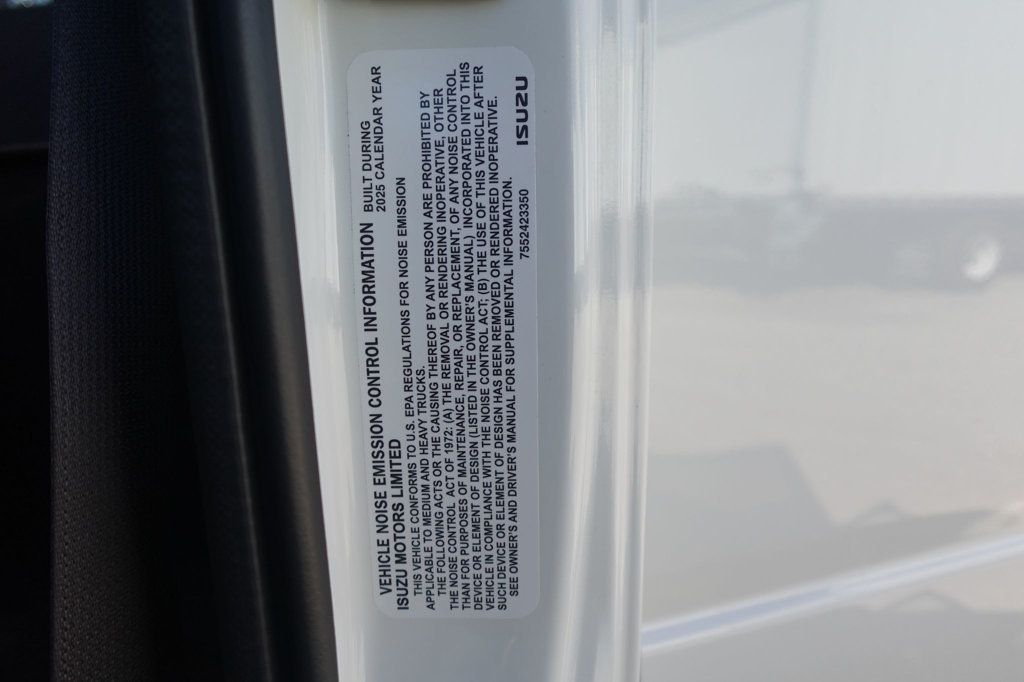 VEHICLE NOISE EMISSION CONTROL INFORMATION
BUILT DURING
2025 CALENDAR YEAR
ISUZU MOTORS LIMITED
THIS VEHICLE CONFORMS TO U.S. EPA REGULATIONS FOR NOISE EMISSION
APPLICABLE TO MEDIUM AND HEAVY TRUCKS.
THE FOLLOWING ACTS OR THE CAUSING THEREOF BY ANY PERSON ARE PROHIBITED BY
THE NOISE CONTROL ACT OF 1972: (A) THE REMOVAL OR RENDERING INOPERATIVE, OTHER
THAN FOR PURPOSES OF MAINTENANCE, REPAIR, OR REPLACEMENT, OF ANY NOISE CONTROL
DEVICE OR ELEMENT OF DESIGN (LISTED IN THE OWNER'S MANUAL) INCORPORATED INTO THIS
VEHICLE IN COMPLIANCE WITH THE NOISE CONTROL ACT; (B) THE USE OF THIS VEHICLE AFTER
SUCH DEVICE OR ELEMENT OF DESIGN HAS BEEN REMOVED OR RENDERED INOPERATIVE.
SEE OWNER'S AND DRIVER'S MANUAL FOR SUPPLEMENTAL INFORMATION.
7552423350
ISUZU